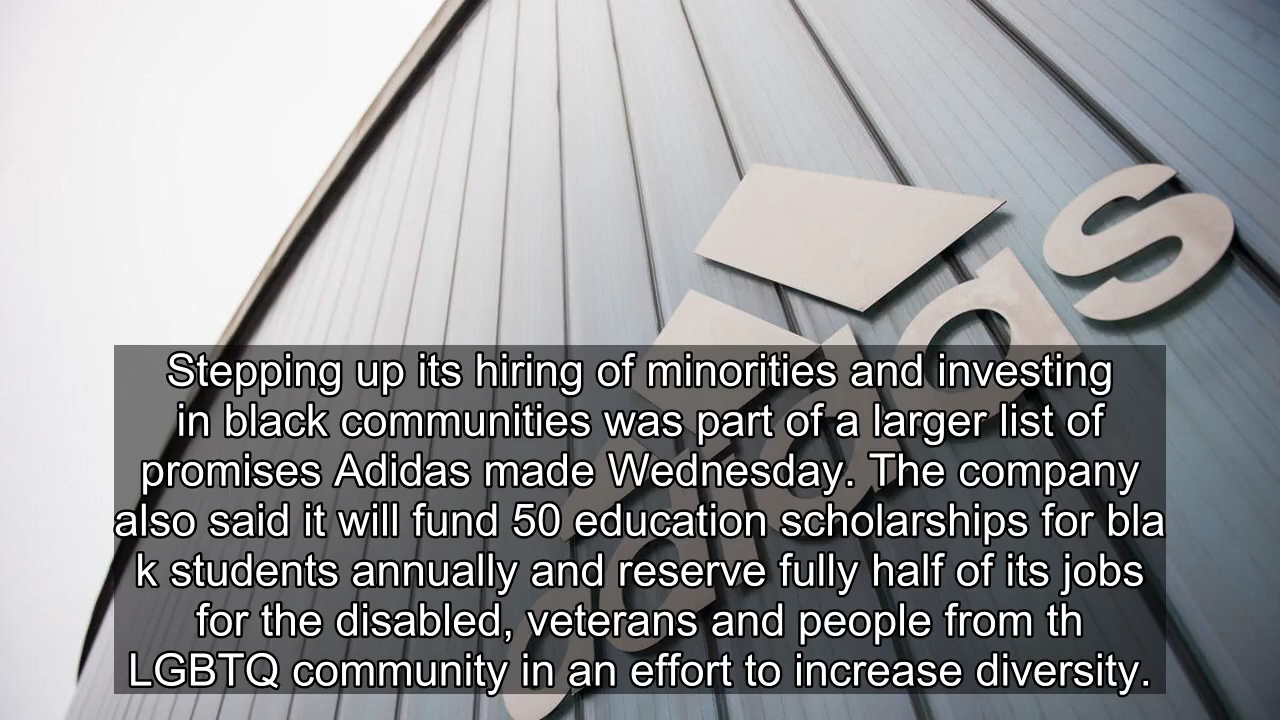 adidas
Stepping up its hiring of minorities and investing
in black communities was part of a larger list of
promises Adidas made Wednesday. The company
also said it will fund 50 education scholarships for bla
k students annually and reserve fully half of its jobs
for the disabled, veterans and people from th
LGBTQ community in an effort to increase diversity.